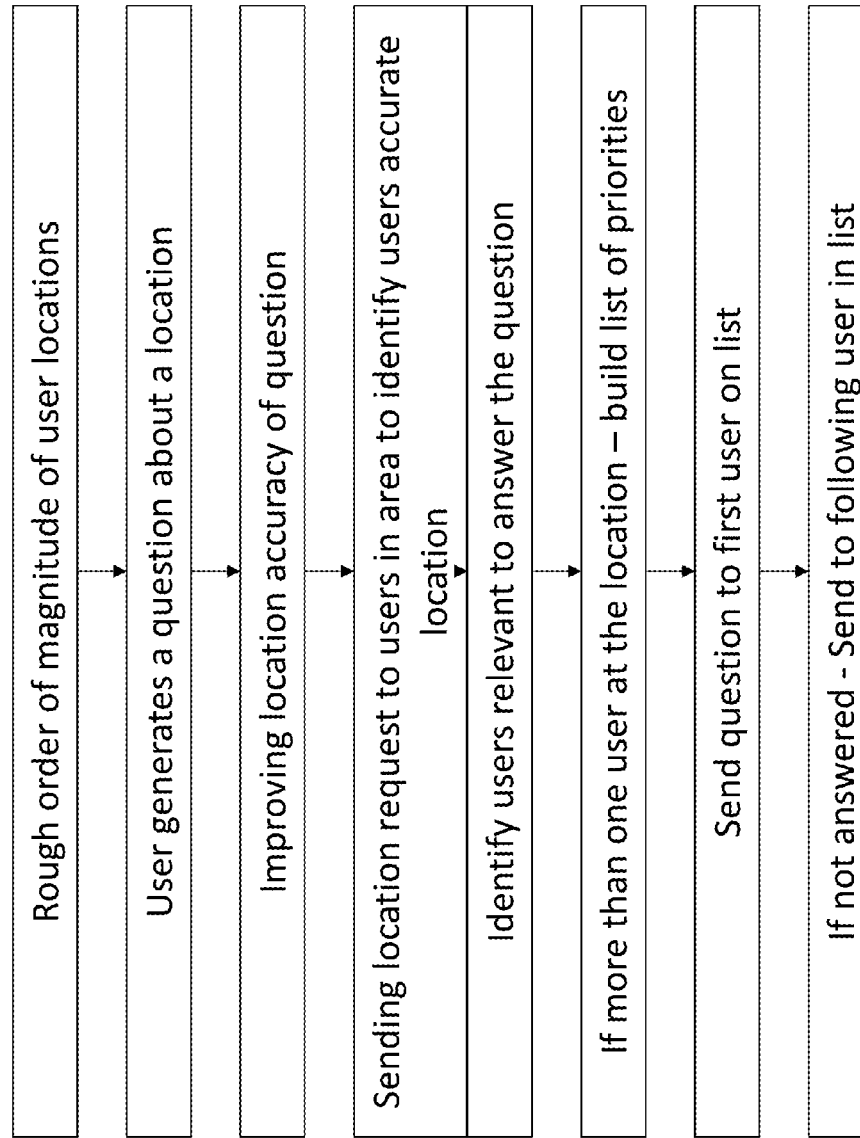 Rough order of magnitude of user locations
User generates a question about a location
Improving location accuracy of question
Sending location request to users in area to identify users accurate
location
Identify users relevant to answer the question
If more than one user at the location – build list of priorities
Send question to first user on list
If not answered - Send to following user in list